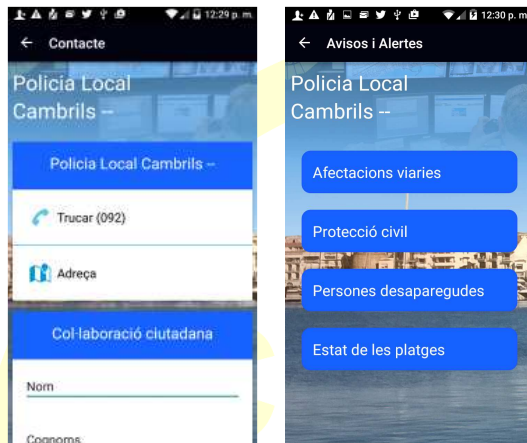 12:29 p. m.
Contacte
Policia Local
Cambrils --
Policia Local Cambrils --
Trucar (092)
Adreça
Col·laboració ciutadana
Nom
Cognoms
12:30 p. m
Avisos i Alertes
Policia Local
Cambrils --
Afectacions viaries
Protecció civil
Persones desaparegudes
Estat de les platges